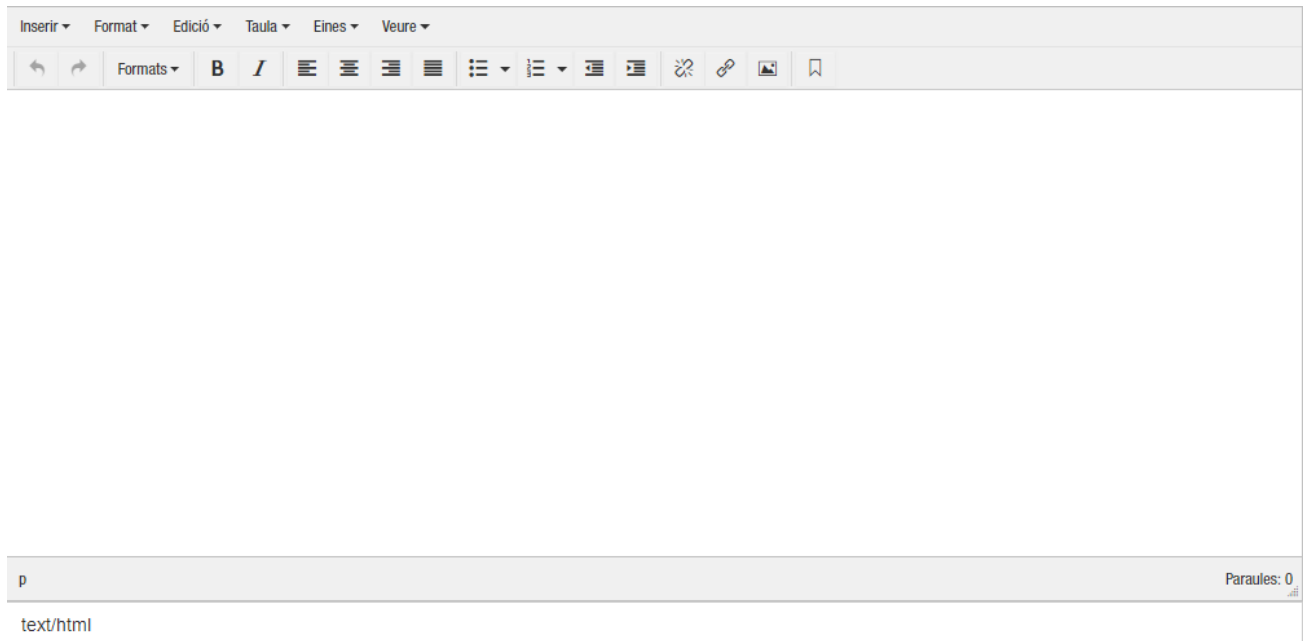 Inserir Format Edició Taula Eines Veure
Formats B I
p Paraules: 0
text/html